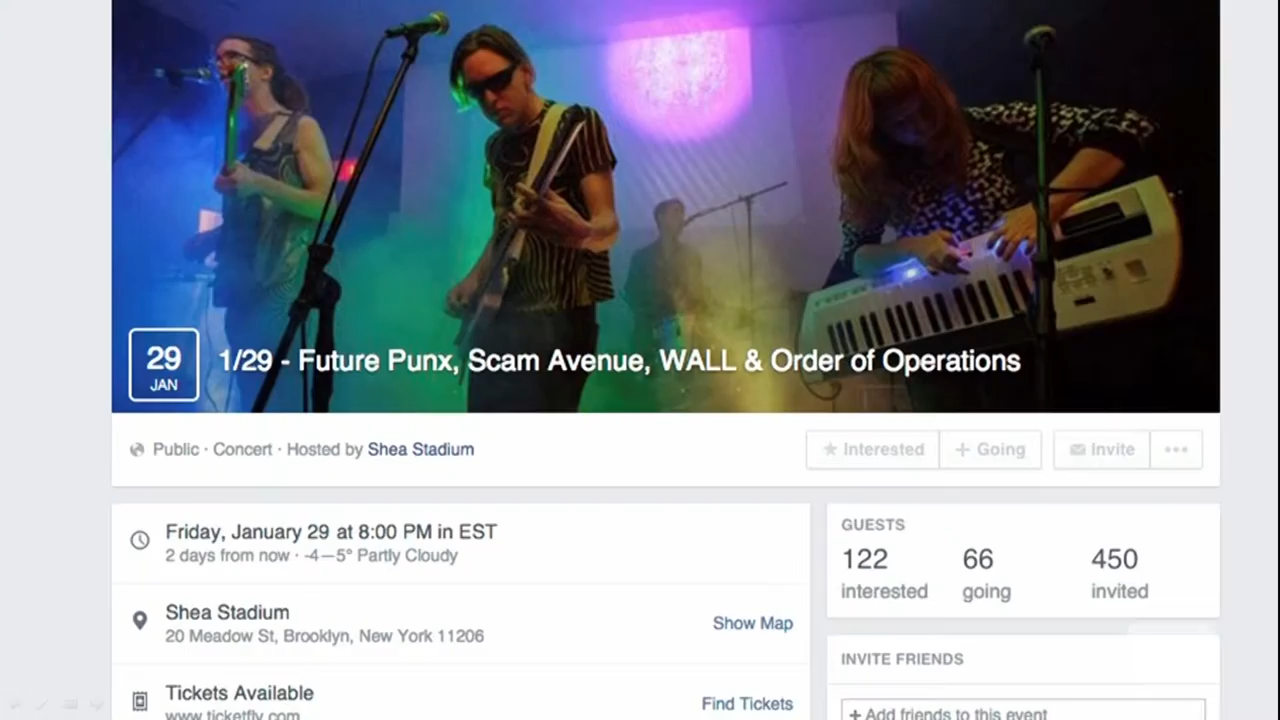 29
JAN
1/29 - Future Punx, Scam Avenue, WALL & Order of Operations
Public · Concert · Hosted by Shea Stadium
Interested
Going
Invite
Friday, January 29 at 8:00 PM in EST
2 days from now · -4—5° Partly Cloudy
Shea Stadium
20 Meadow St, Brooklyn, New York 11206
Show Map
Tickets Available
www.ticketfly.com
Find Tickets
GUESTS
122 66 450
interested going invited
INVITE FRIENDS
+ Add friends to this event